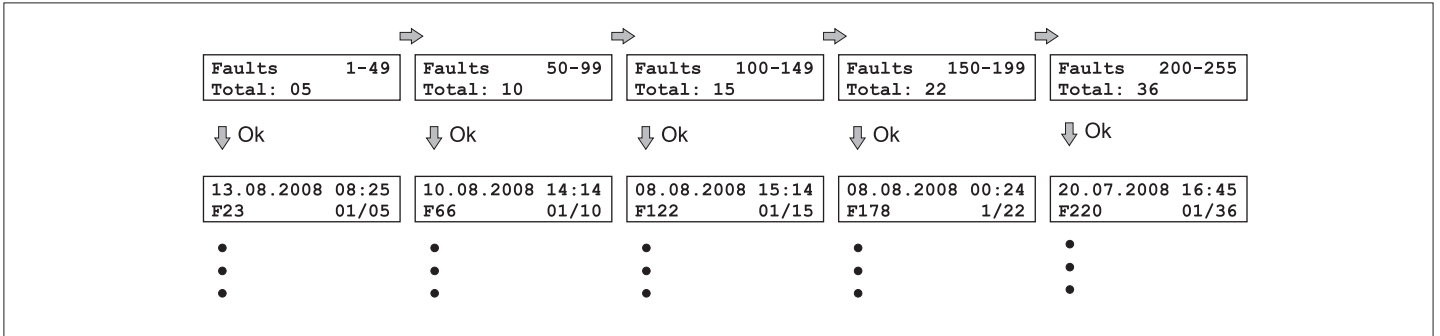 Faults 1-49
Total: 05
Faults 50-99
Total: 10
Faults 100-149
Total: 15
Faults 150-199
Total: 22
Faults 200-255
Total: 36
Ok
Ok
Ok
Ok
Ok
13.08.2008 08:25
F23 01/05
10.08.2008 14:14
F66 01/10
08.08.2008 15:14
F122 01/15
08.08.2008 00:24
F178 1/22
20.07.2008 16:45
F220 01/36